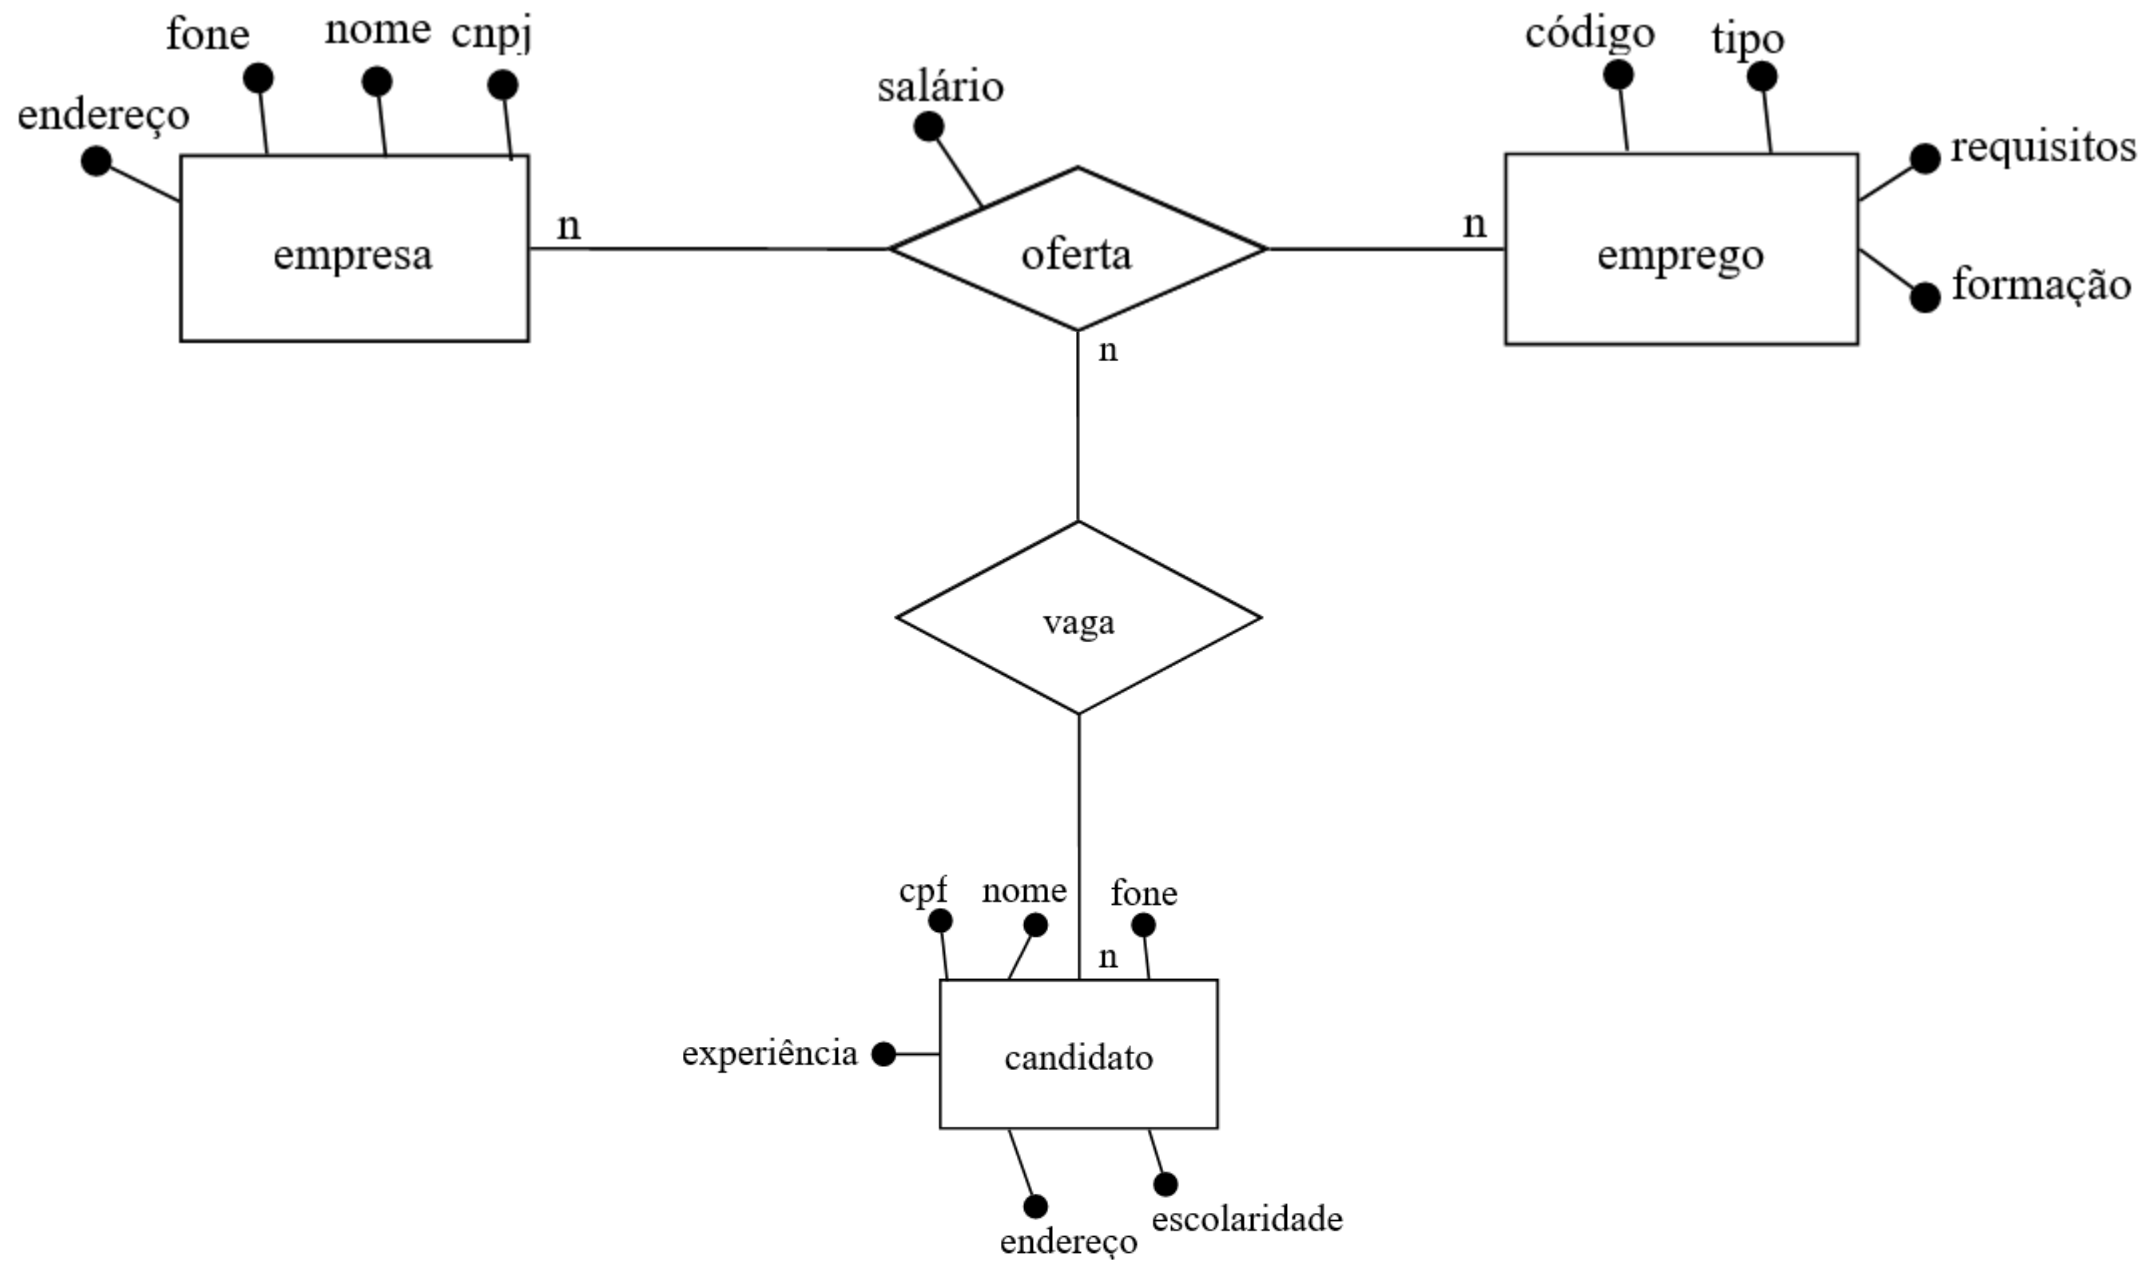 fone nome cnpj
endereço
empresa
n
salário
oferta
n
código tipo
requisitos
formação
emprego
n
vaga
cpf nome fone
n
experiência
candidato
endereço
escolaridade